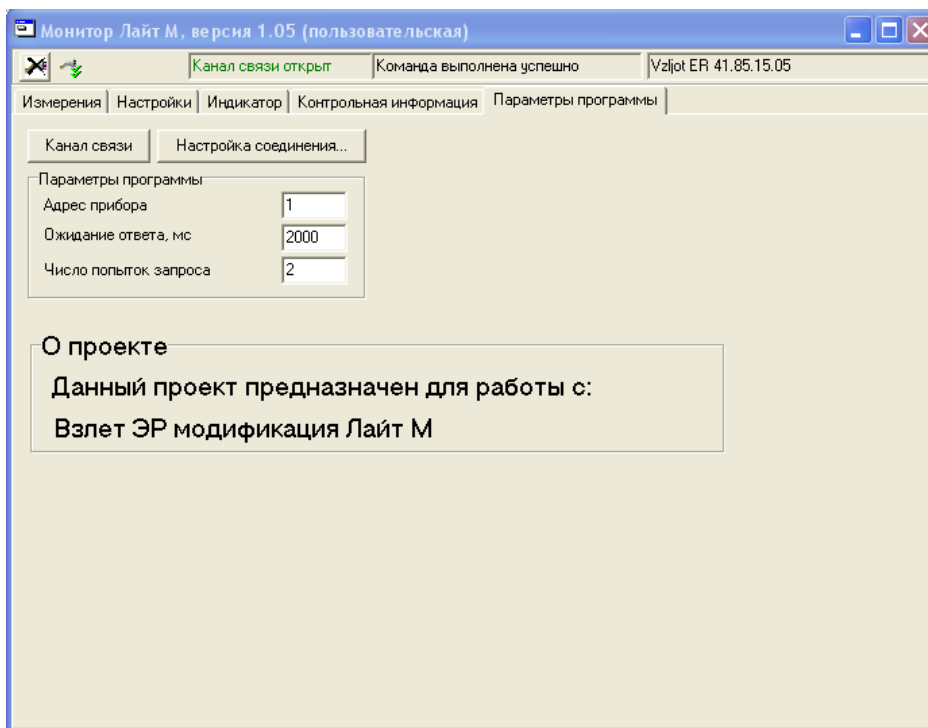 Монитор Лайт М, версия 1.05 (пользовательская)
Канал связи открыт Команда выполнена успешно Vzljot ER 41.85.15.05
Измерения Настройки Индикатор Контрольная информация Параметры программы
Канал связи Настройка соединения...
Параметры программы
Адрес прибора 1
Ожидание ответа, мс 2000
Число попыток запроса 2
О проекте
Данный проект предназначен для работы с:
Взлет ЭР модификация Лайт М